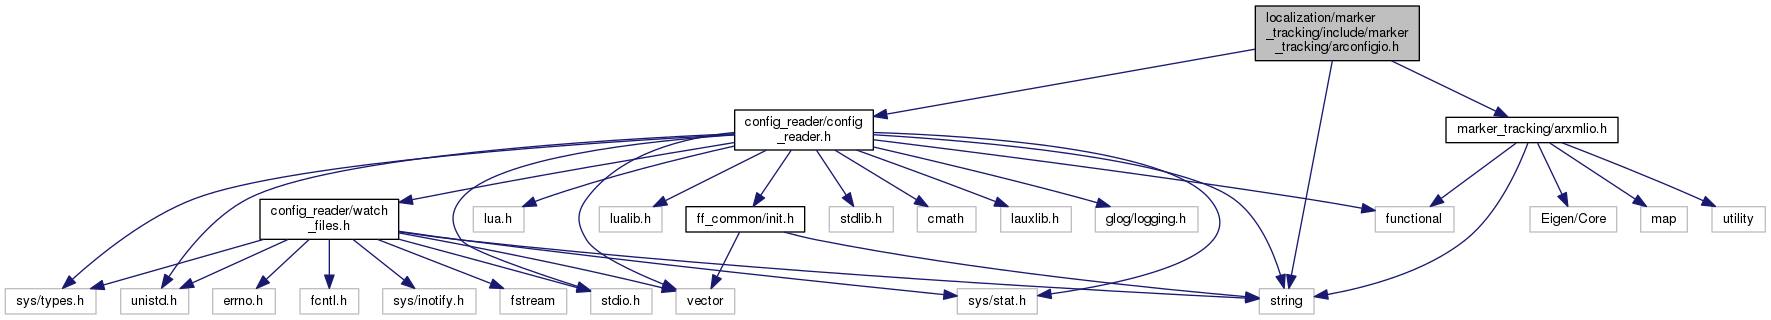 localization/marker
_tracking/include/marker
_tracking/arconfigio.h
config_reader/config
_reader.h
marker_tracking/arxmlio.h
config_reader/watch
_files.h
lua.h
lualib.h
ff_common/init.h
stdlib.h
cmath
lauxlib.h
glog/logging.h
functional
Eigen/Core
map
utility
sys/types.h
unistd.h
errno.h
fcntl.h
sys/inotify.h
fstream
stdio.h
vector
sys/stat.h
string